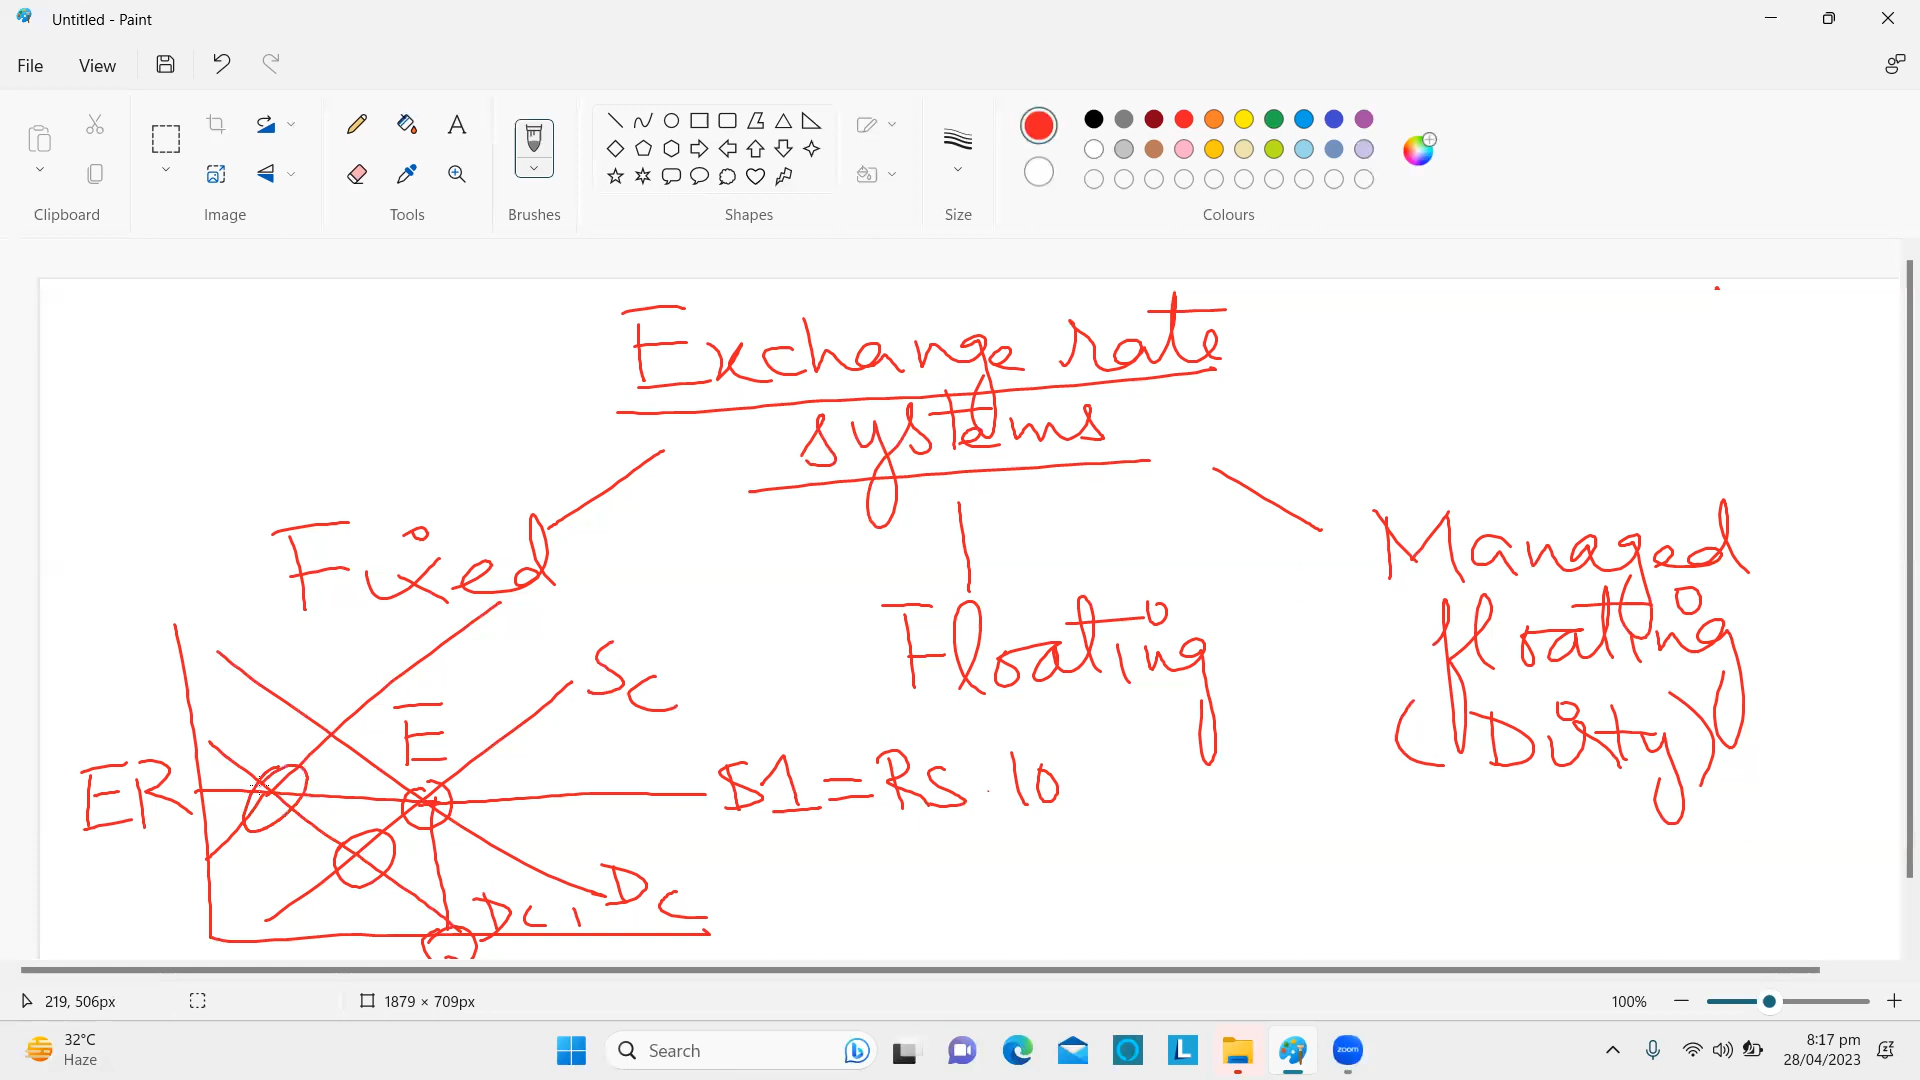 Untitled - Paint
File View
Clipboard Image Tools Brushes Shapes Size Colours
Exchange rate
systems
Fixed
Floating
Managed
floating
(Dirty)
SC
E
ER
$1 = Rs. 10
DC
DC1
219, 506px 1879 × 709px 100%
32°C
Haze
Search
L
zoom
8:17 pm
28/04/2023